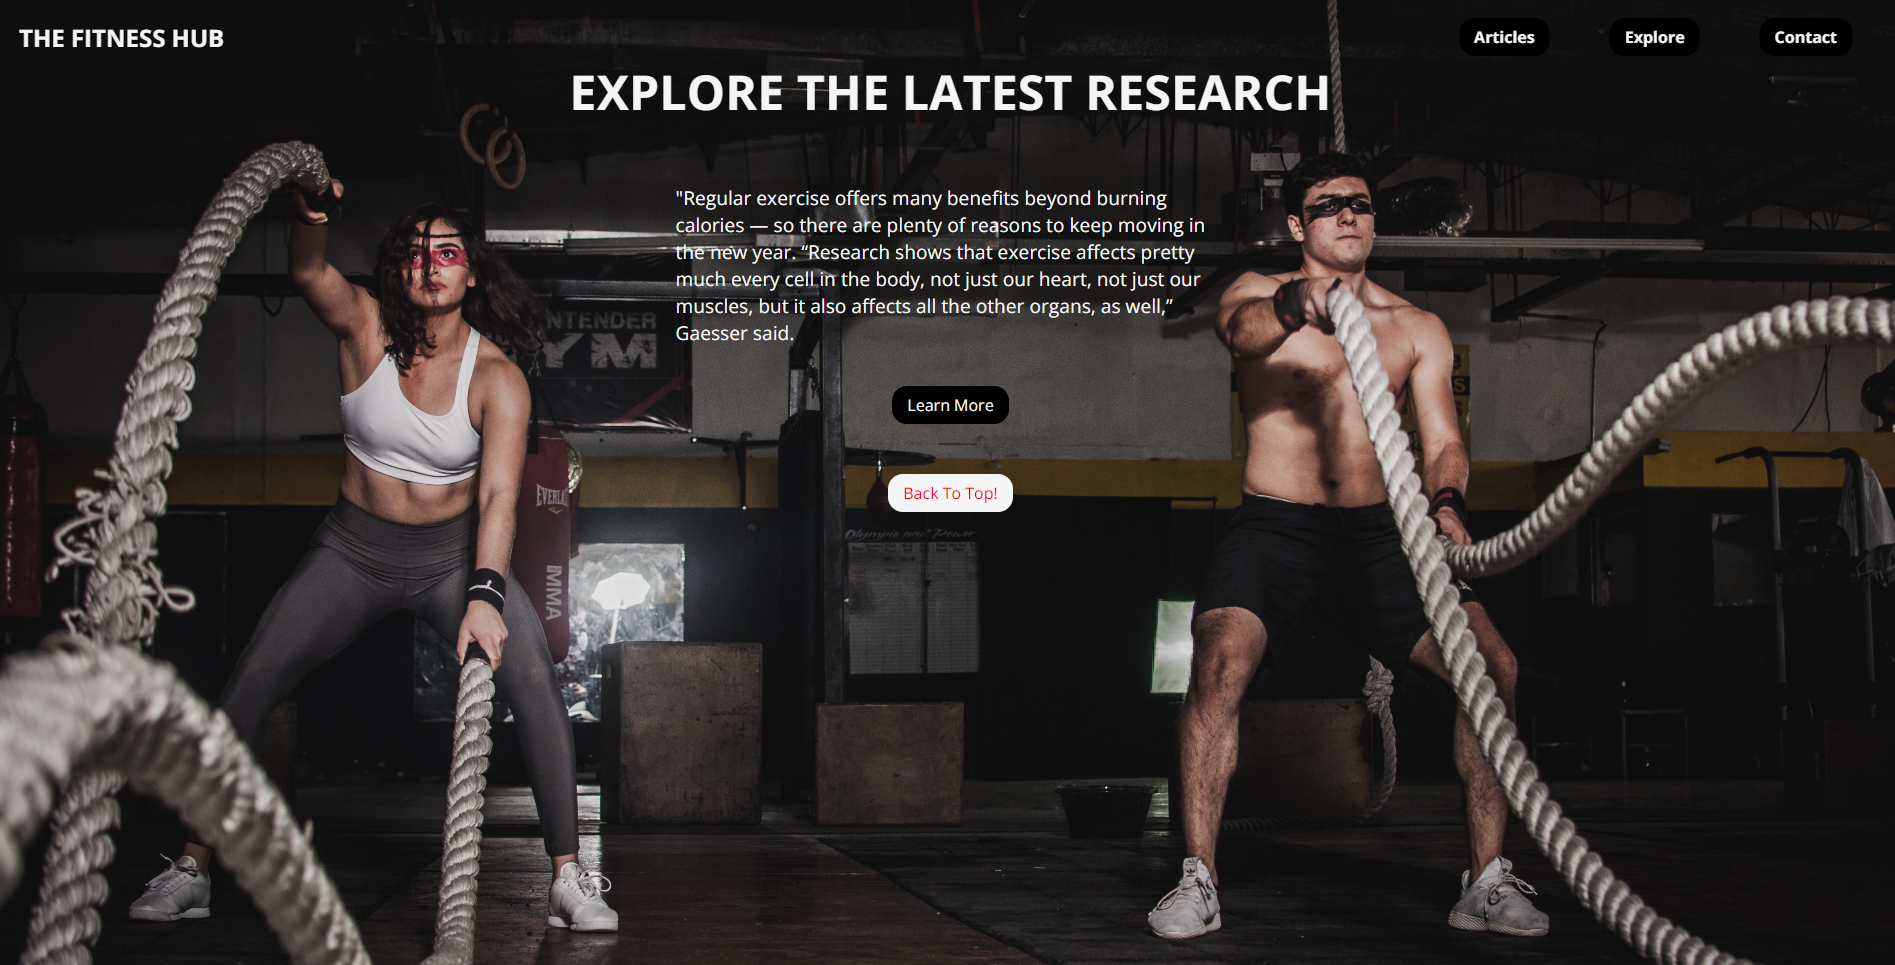 THE FITNESS HUB
Articles
Explore
Contact
EXPLORE THE LATEST RESEARCH
"Regular exercise offers many benefits beyond burning
calories — so there are plenty of reasons to keep moving in
the new year. “Research shows that exercise affects pretty
much every cell in the body, not just our heart, not just our
muscles, but it also affects all the other organs, as well,”
Gaesser said.
NTENDER
YM
Learn More
Back To Top!
EVERLAS
MMA
Olympic and Power